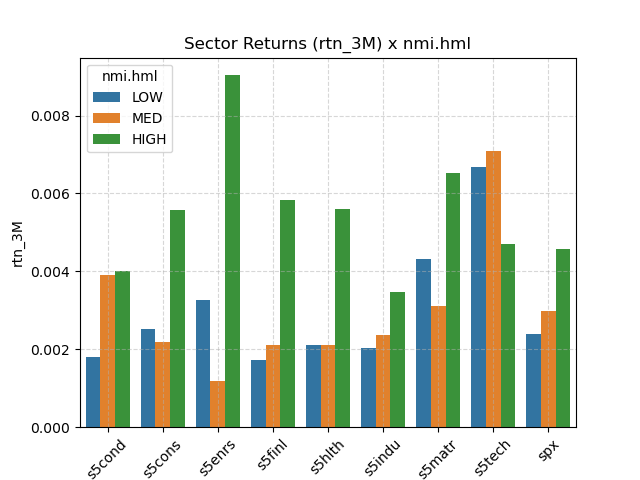 Sector Returns (rtn_3M) x nmi.hml
nmi.hml
LOW
MED
HIGH
rtn_3M
0.008
0.006
0.004
0.002
0.000
s5cond
s5cons
s5enrs
s5finl
s5hlth
s5indu
s5matr
s5tech
spx